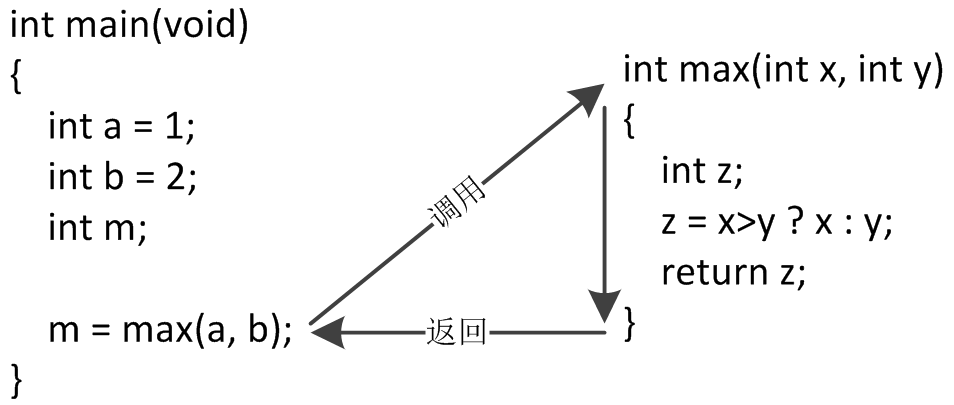 int main(void)
{
int a = 1;
int b = 2;
int m;
m = max(a, b);
}
调用
返回
int max(int x, int y)
{
int z;
z = x>y ? x : y;
return z;
}